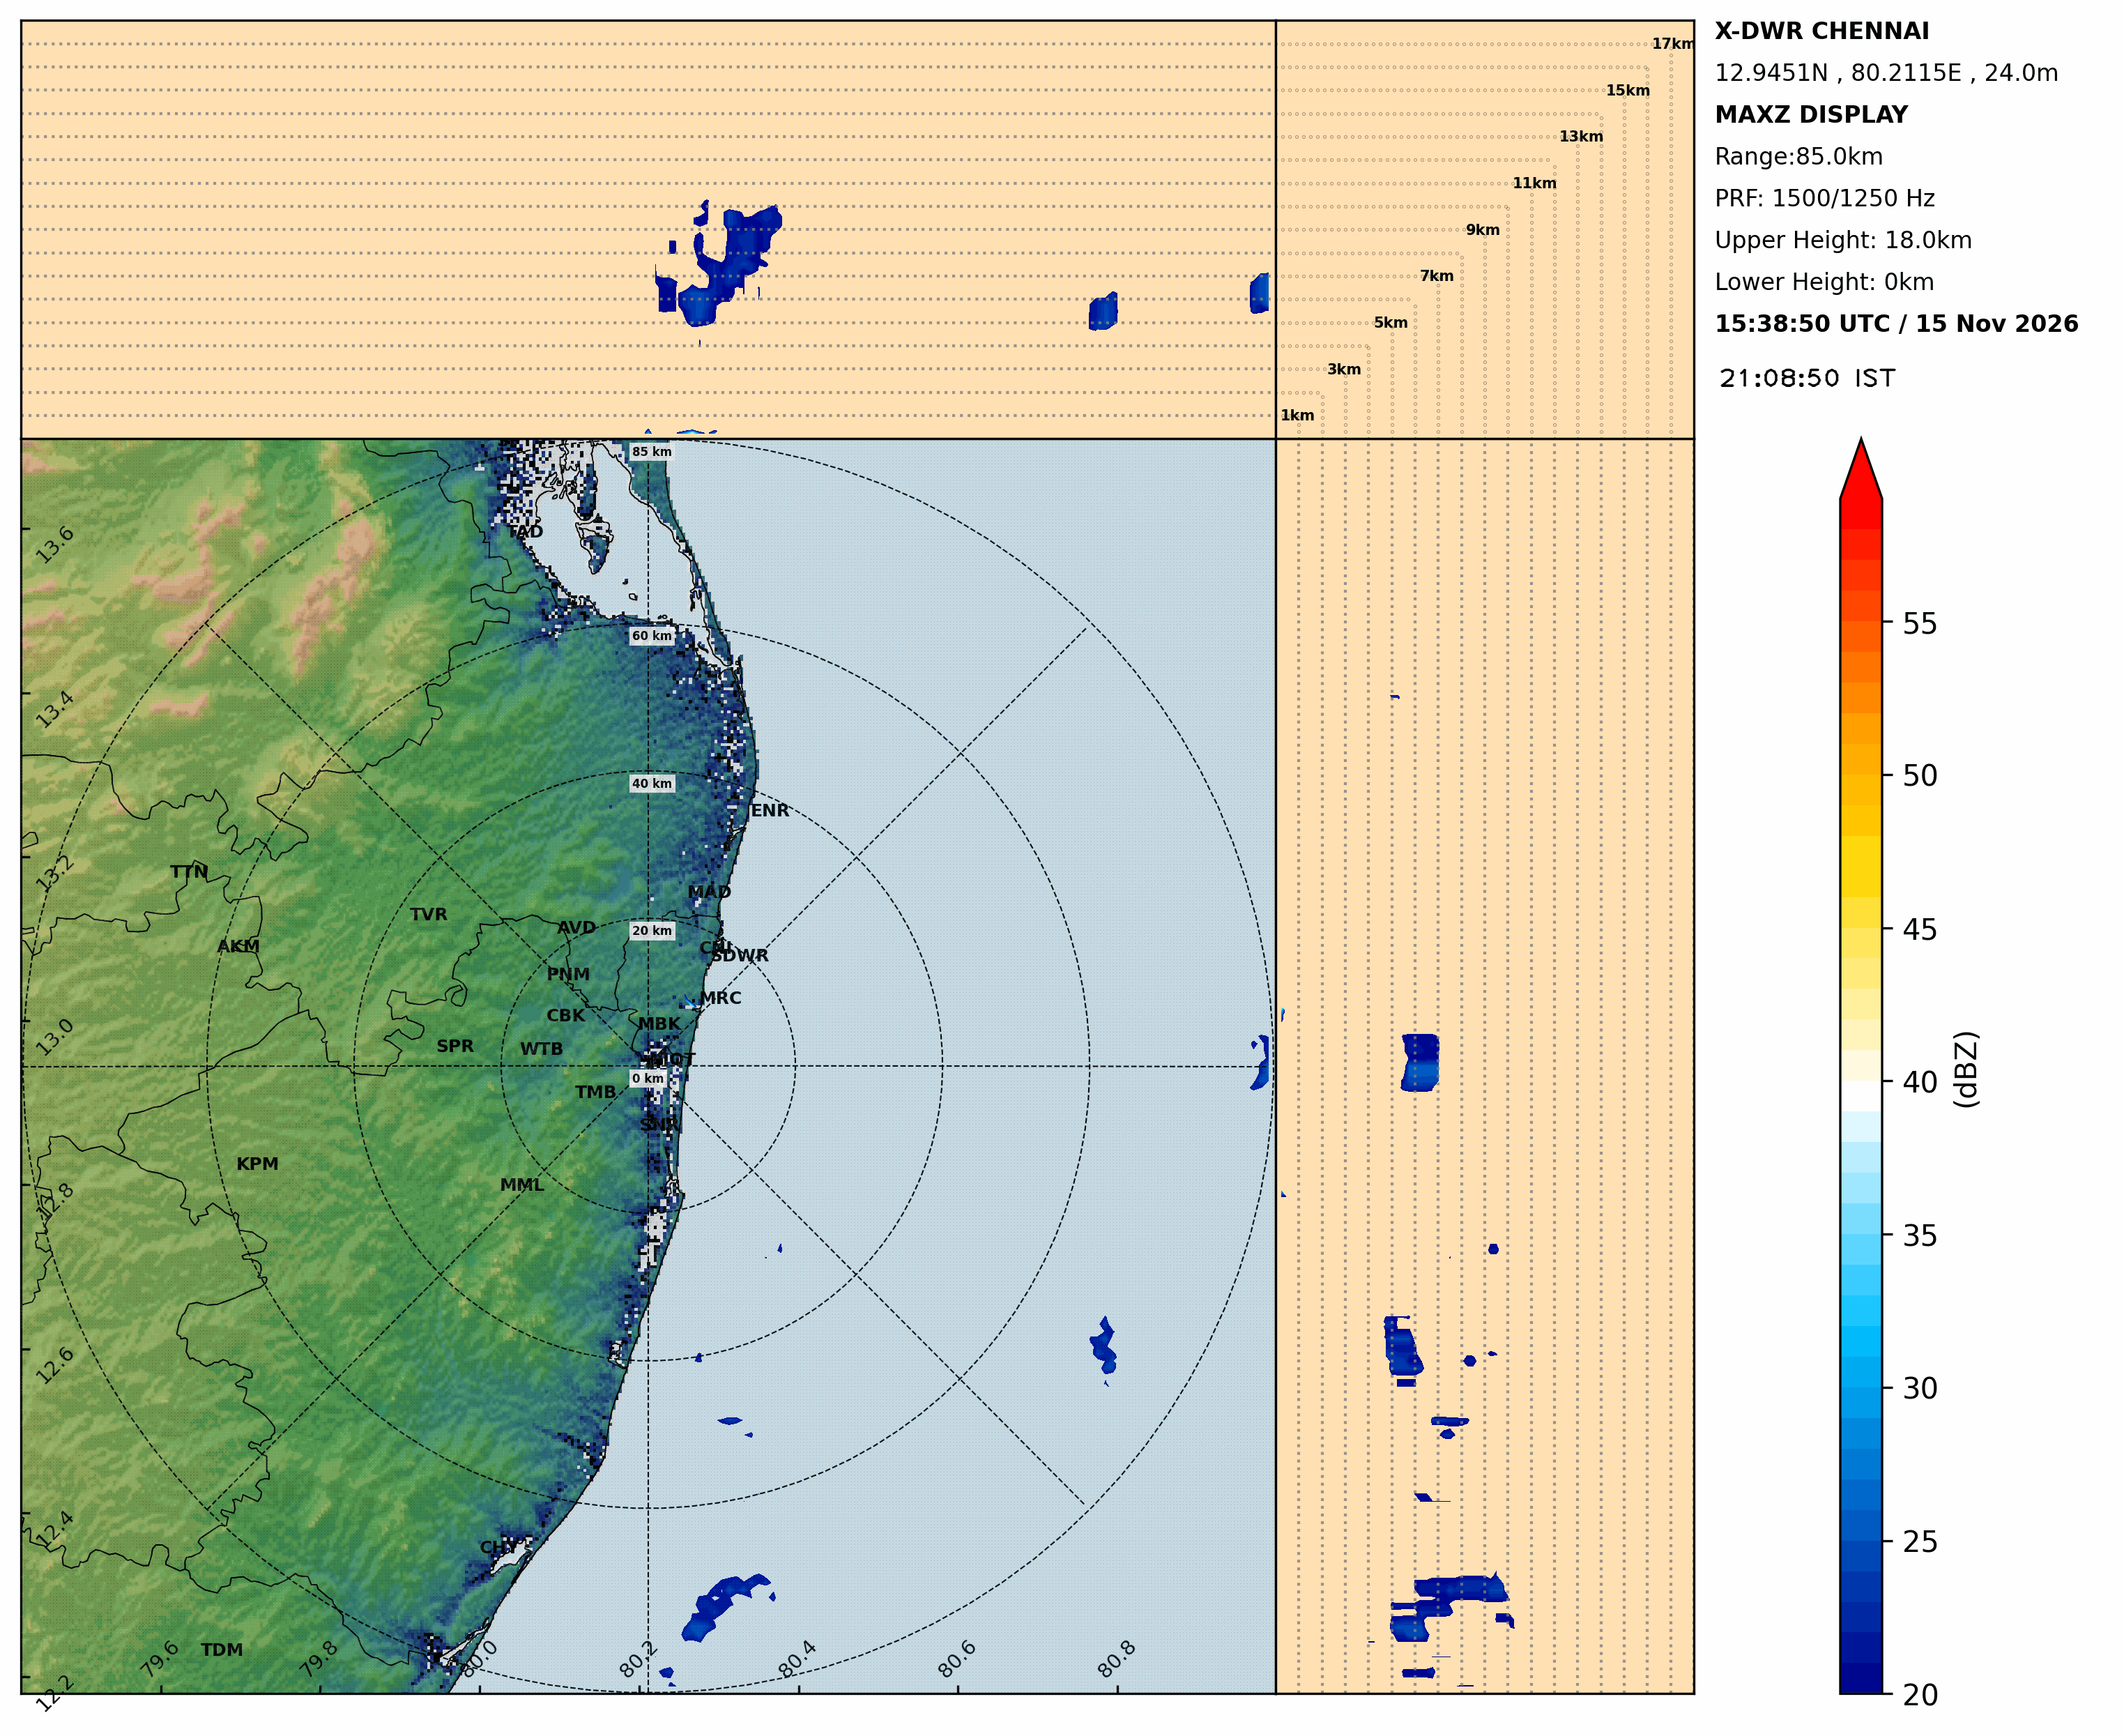 X-DWR CHENNAI
12.9451N , 80.2115E , 24.0m
MAXZ DISPLAY
Range:85.0km
PRF: 1500/1250 Hz
Upper Height: 18.0km
Lower Height: 0km
15:38:50 UTC / 15 Nov 2026
21:08:50 IST
17km
15km
13km
11km
9km
7km
5km
3km
1km
85 km
TAD
13.6
60 km
13.4
40 km
ENR
13.2
TTN
MAD
TVR
AVD
20 km
AKM
SDWR
PNM
MRC
CBK
MBK
13.0
SPR
WTB
0 km
TMB
SNR
KPM
MML
12.8
12.6
12.4
CHY
TDM
12.2
79.6
79.8
80.0
80.2
80.4
80.6
80.8
55
50
45
40
35
30
25
20
(dBZ)